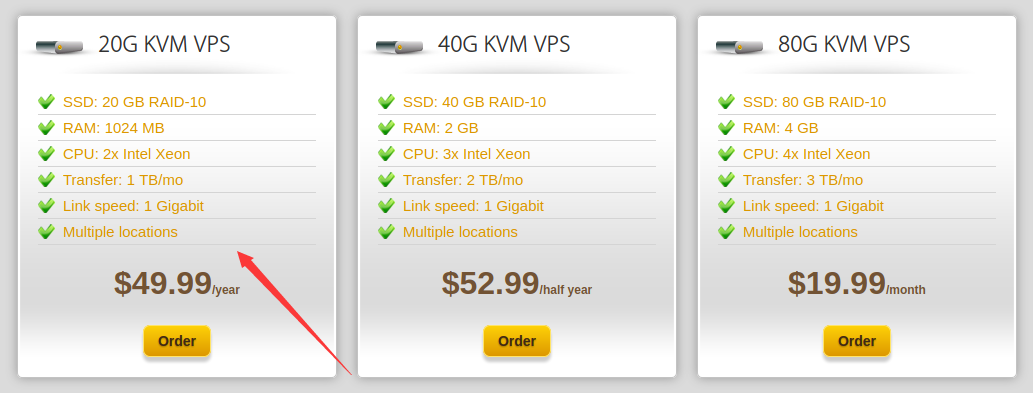 20G KVM VPS
SSD: 20 GB RAID-10
RAM: 1024 MB
CPU: 2x Intel Xeon
Transfer: 1 TB/mo
Link speed: 1 Gigabit
Multiple locations
$49.99/year
Order
40G KVM VPS
SSD: 40 GB RAID-10
RAM: 2 GB
CPU: 3x Intel Xeon
Transfer: 2 TB/mo
Link speed: 1 Gigabit
Multiple locations
$52.99/half year
Order
80G KVM VPS
SSD: 80 GB RAID-10
RAM: 4 GB
CPU: 4x Intel Xeon
Transfer: 3 TB/mo
Link speed: 1 Gigabit
Multiple locations
$19.99/month
Order